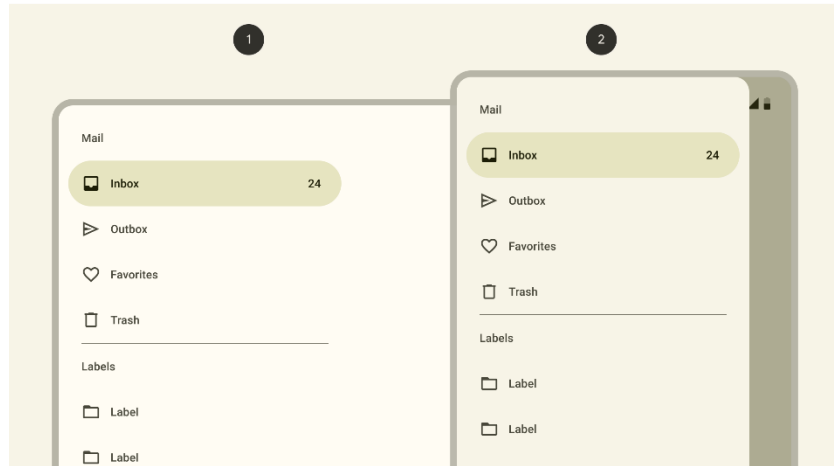 1
Mail
Inbox 24
Outbox
Favorites
Trash
Labels
Label
Label
2
Mail
Inbox 24
Outbox
Favorites
Trash
Labels
Label
Label